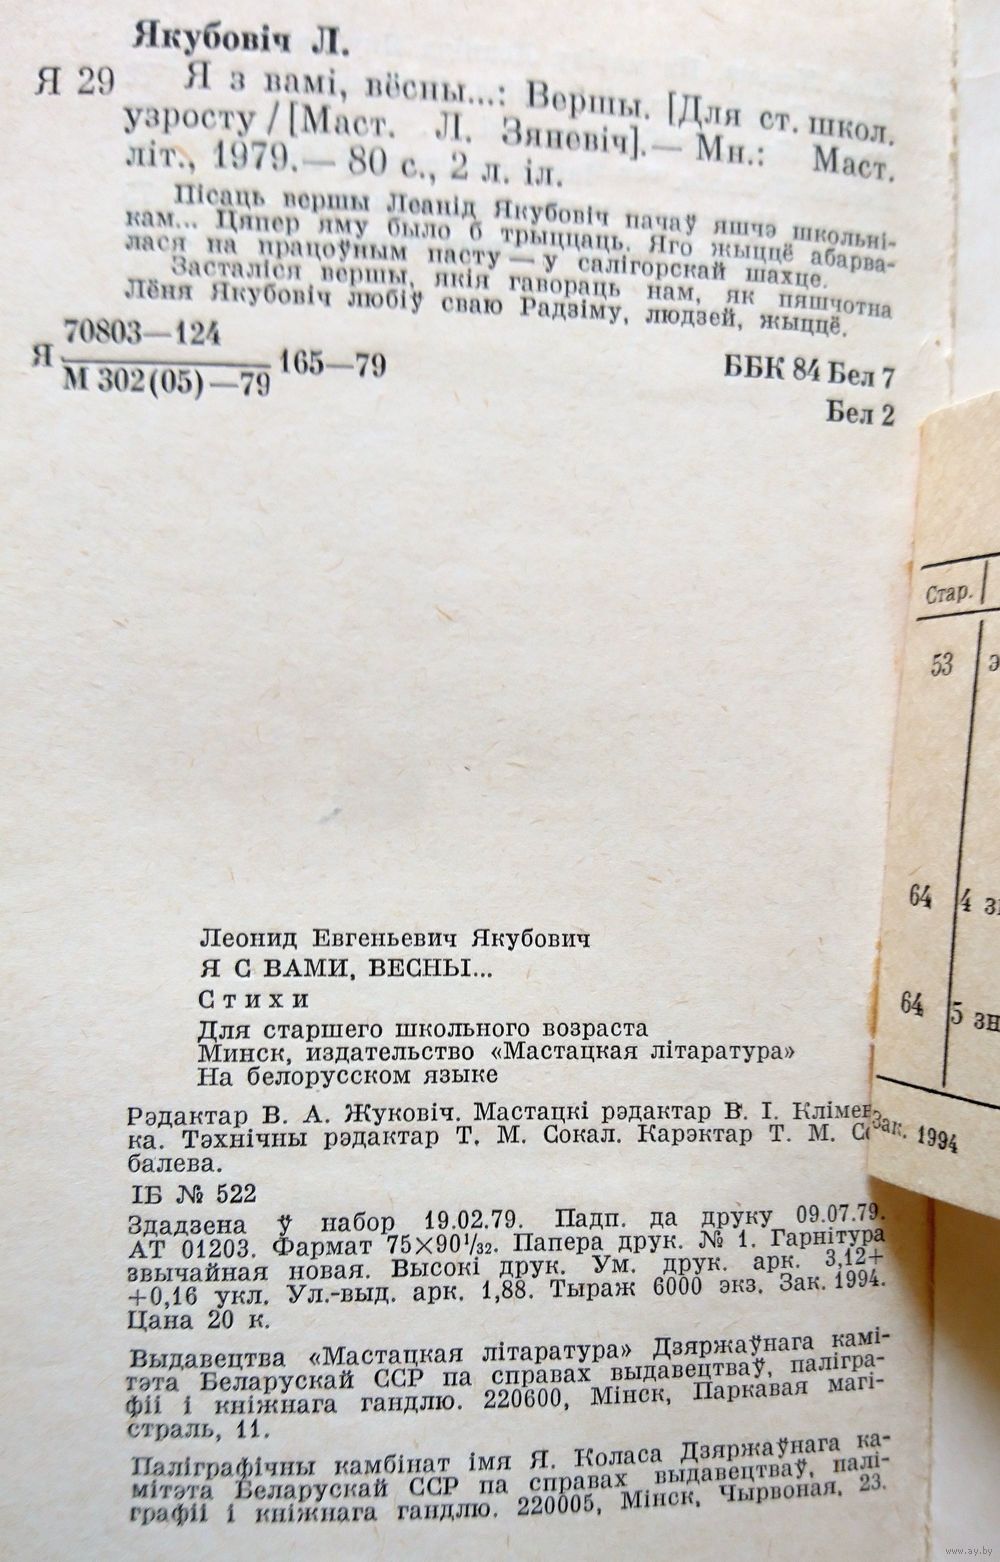 Якубовіч Л.
Я 29
Я з вамі, вёсны...: Вершы. [Для ст. школ.
узросту / [Маст. Л. Зяневіч].— Мн.: Маст.
літ., 1979.— 80 с., 2 л. іл.
Пісаць вершы Леанід Якубовіч пачаў яшчэ школьні-
кам... Цяпер яму было б трыццаць. Яго жыццё абарва-
лася на працоўным пасту — у салігорскай шахце.
Засталіся вершы, якія гавораць нам, як пяшчотна
Лёня Якубовіч любіў сваю Радзіму, людзей, жыццё.
70803—124
Я
М 302(05)—79
165—79
ББК 84 Бел 7
Бел 2
Леонид Евгеньевич Якубович
Я С ВАМИ, ВЕСНЫ...
Стихи
Для старшего школьного возраста
Минск, издательство «Мастацкая літаратура»
На белорусском языке
Рэдактар В. А. Жуковіч. Мастацкі рэдактар В. І. Клімен
ка. Тэхнічны рэдактар Т. М. Сокал. Карэктар Т. М. С
балева.
ІБ № 522
Здадзена ў набор 19.02.79. Падп. да друку 09.07.79.
АТ 01203. Фармат 75×90¹/₃₂. Папера друк. № 1. Гарнітура
звычайная новая. Высокі друк. Ум. друк. арк. 3,12+
+0,16 укл. Ул.-выд. арк. 1,88. Тыраж 6000 экз. Зак. 1994.
Цана 20 к.
Выдавецтва «Мастацкая літаратура» Дзяржаўнага камі-
тэта Беларускай ССР па справах выдавецтваў, палігра-
фіі і кніжнага гандлю. 220600, Мінск, Паркавая магі-
страль, 11.
Паліграфічны камбінат імя Я. Коласа Дзяржаўнага ка-
мітэта Беларускай ССР па справах выдавецтваў, палі-
графіі і кніжнага гандлю. 220005, Мінск, Чырвоная, 23.
Стар.
53 э
64 4 зн
64 5 зн
Зак. 1994
www.ay.by